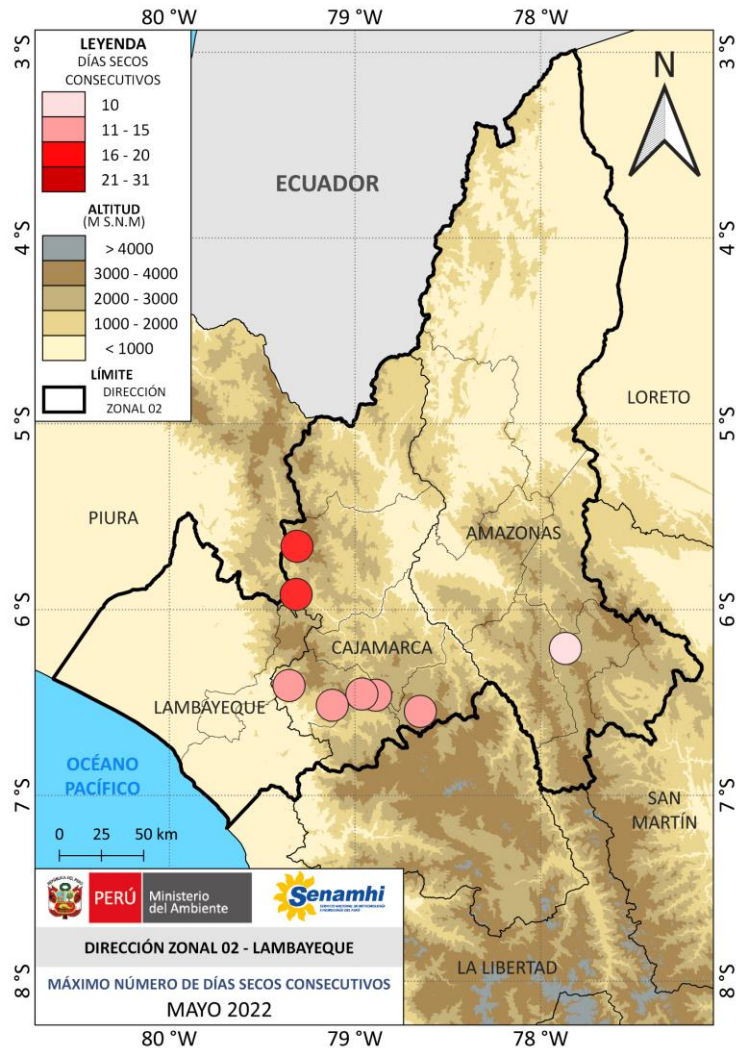 80 °W
79 °W
78 °W
3 °S
3 °S
LEYENDA
DÍAS SECOS
CONSECUTIVOS
10
11 - 15
16 - 20
21 - 31
ALTITUD
(M S.N.M)
> 4000
3000 - 4000
2000 - 3000
1000 - 2000
< 1000
LÍMITE
DIRECCIÓN
ZONAL 02
N
ECUADOR
4 °S
4 °S
LORETO
5 °S
5 °S
PIURA
AMAZONAS
6 °S
6 °S
CAJAMARCA
LAMBAYEQUE
OCÉANO
PACÍFICO
7 °S
7 °S
SAN
MARTÍN
0 25 50 km
PERÚ
Ministerio
del Ambiente
Senamhi
DIRECCIÓN ZONAL 02 - LAMBAYEQUE
MÁXIMO NÚMERO DE DÍAS SECOS CONSECUTIVOS
MAYO 2022
LA LIBERTAD
8 °S
8 °S
80 °W
79 °W
78 °W